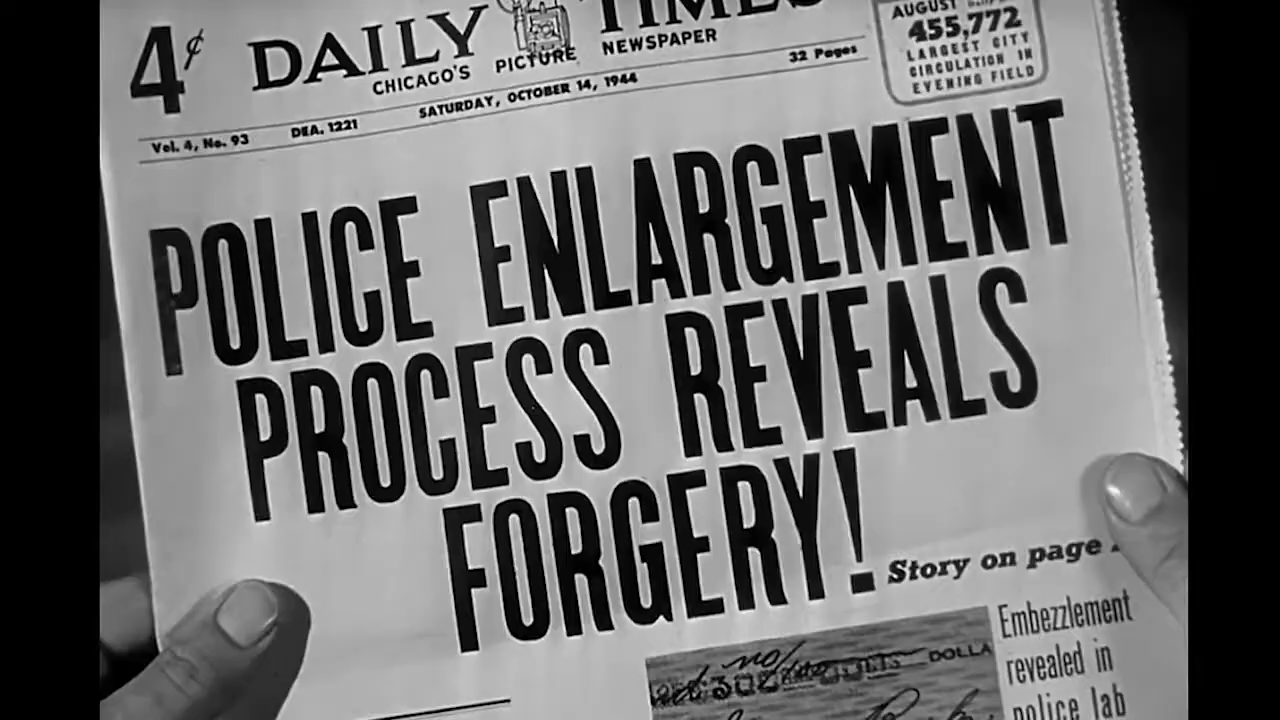 4¢ DAILY TIMES
CHICAGO'S PICTURE NEWSPAPER
Vol. 4, No. 93 DEA. 1221 SATURDAY, OCTOBER 14, 1944 32 Pages
AUGUST
455,772
LARGEST CITY
CIRCULATION IN
EVENING FIELD
POLICE ENLARGEMENT
PROCESS REVEALS
FORGERY!
Story on page
Embezzlement
revealed in
police lab
DOLLA